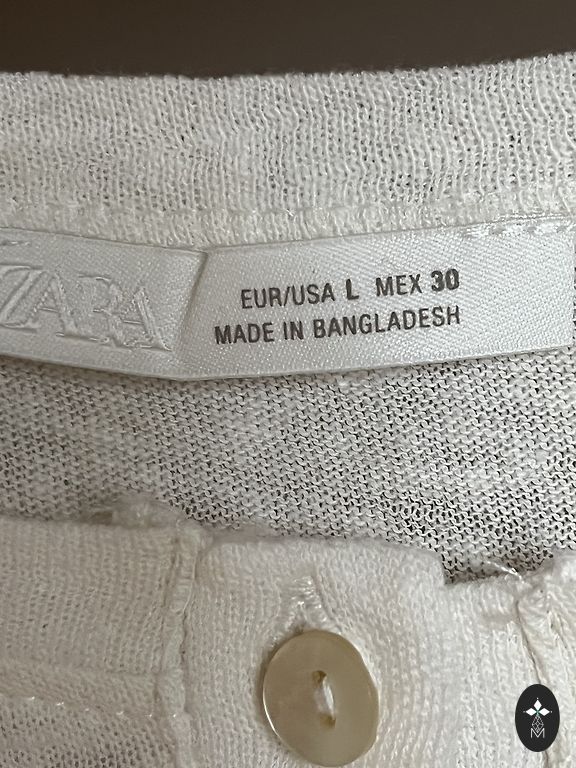 ZARA
EUR/USA L MEX 30
MADE IN BANGLADESH
M